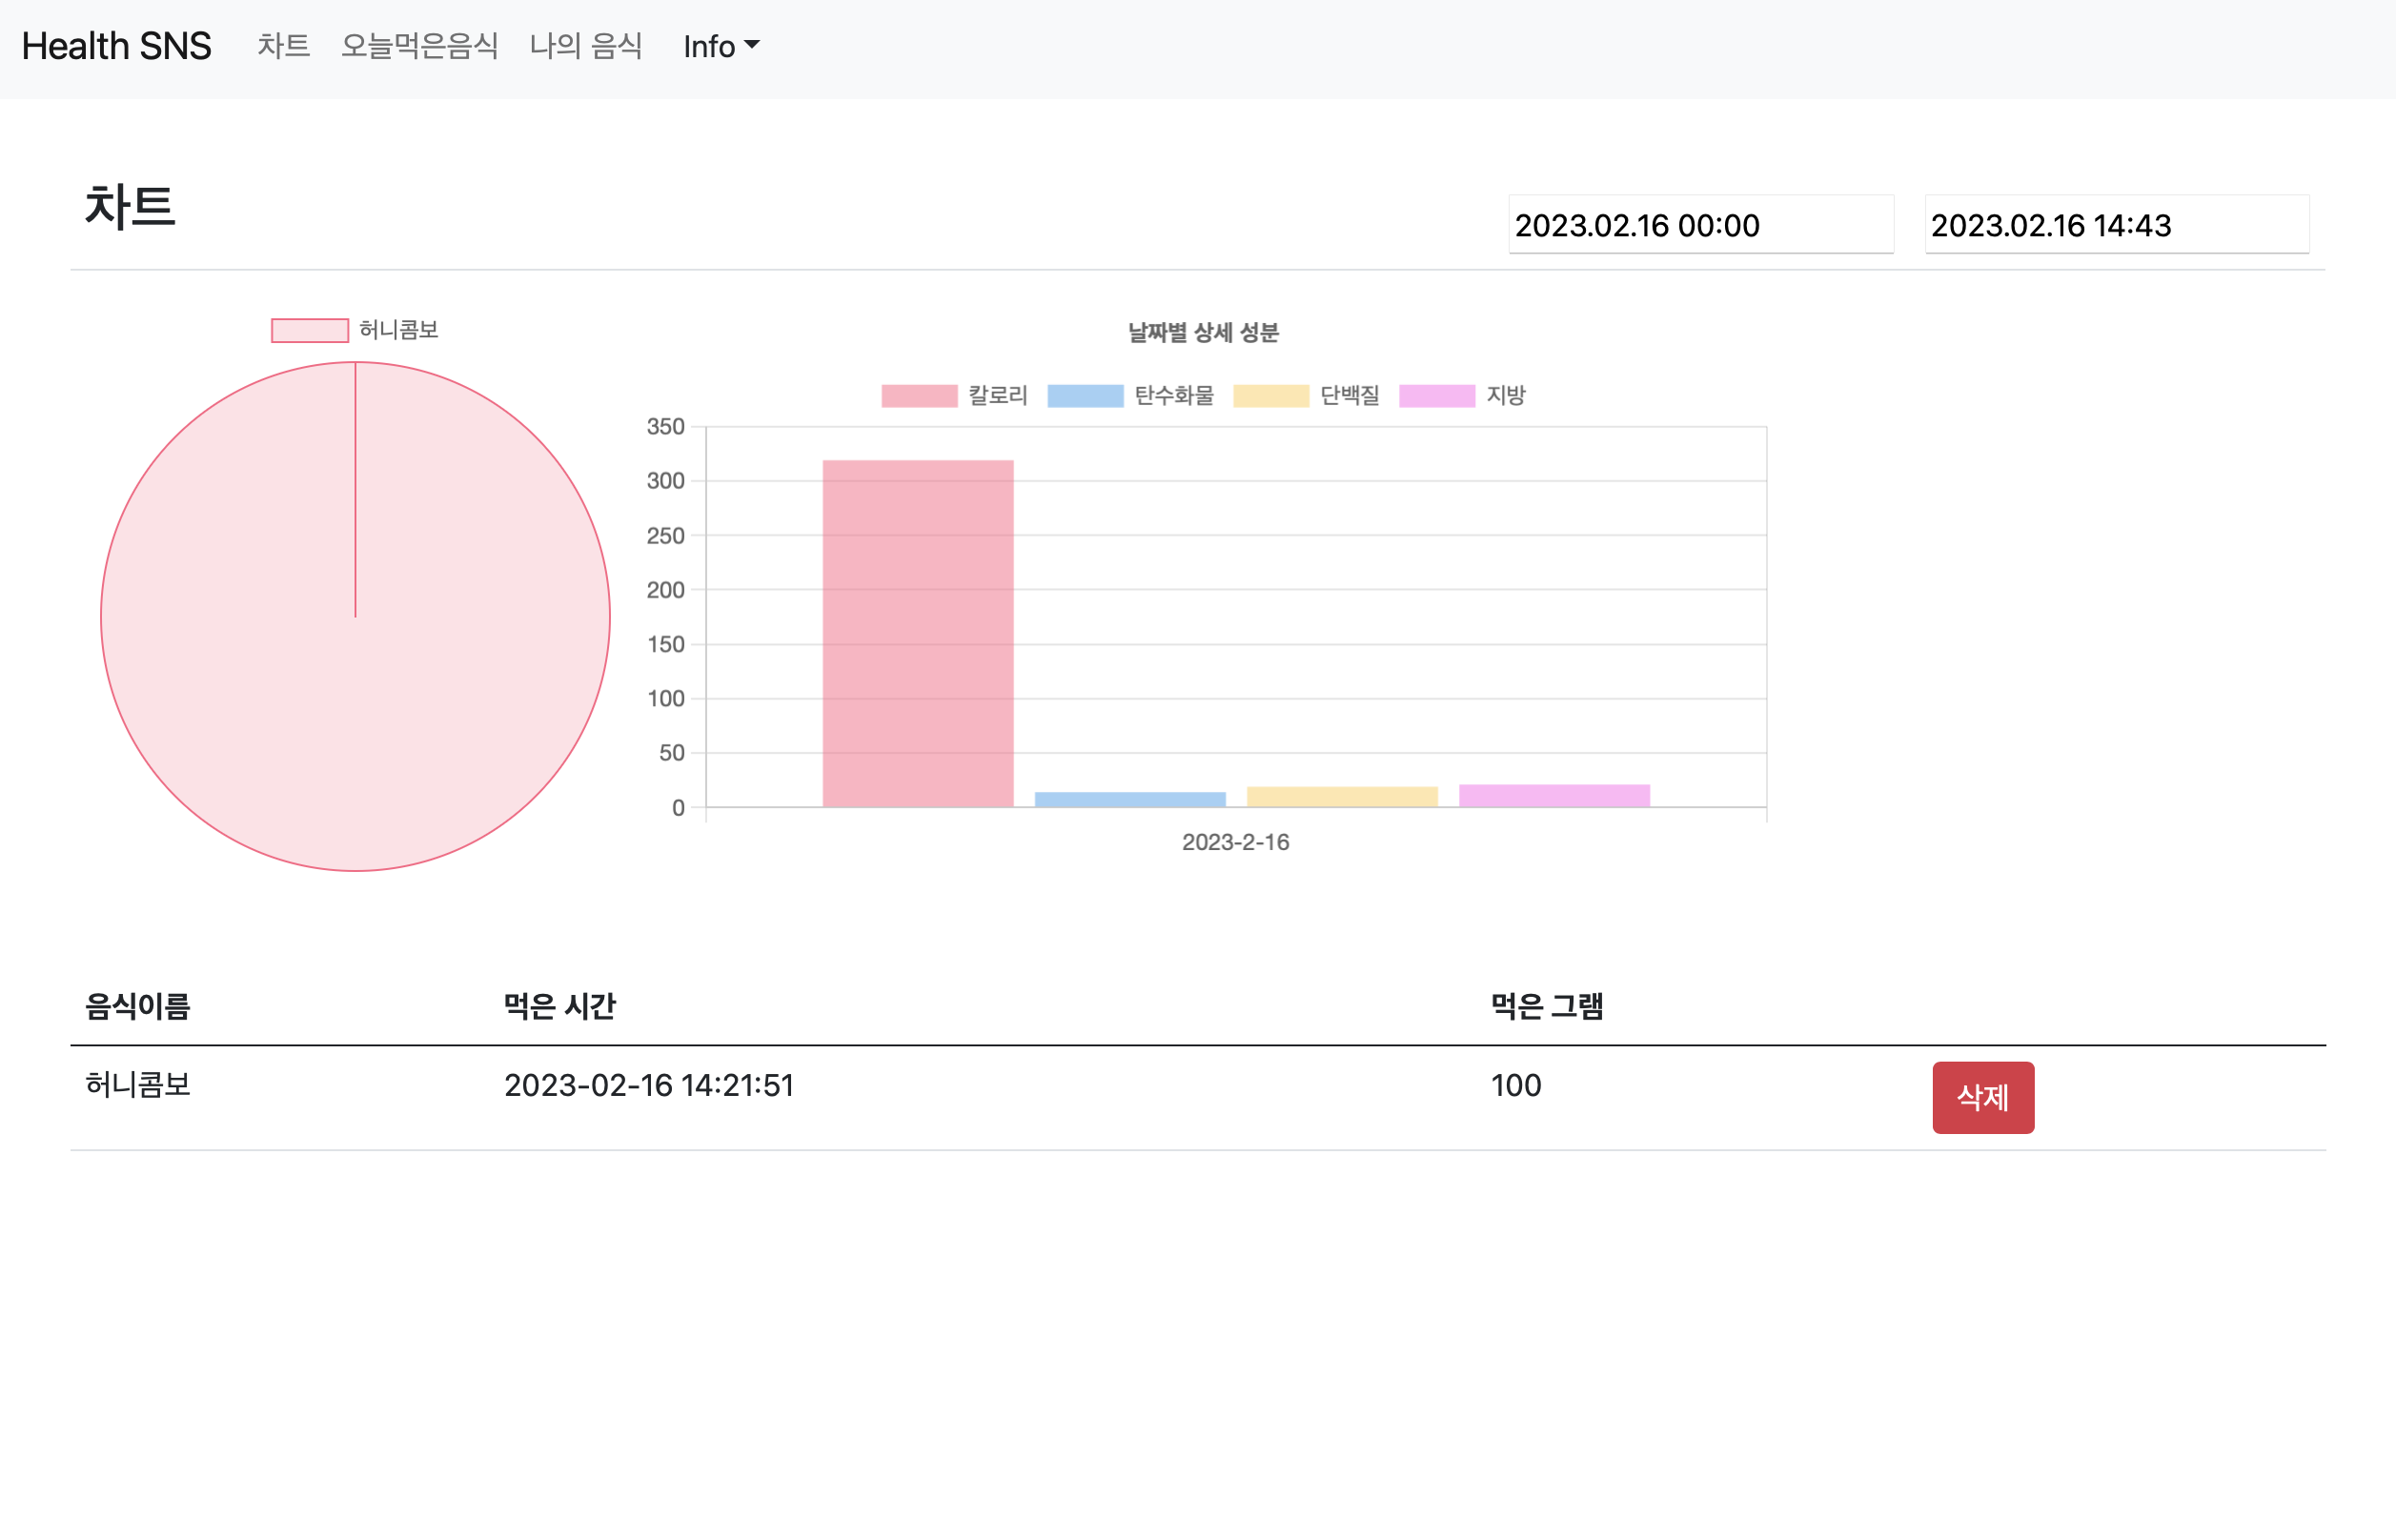 Health SNS 차트 오늘먹은음식 나의 음식 Info
차트
2023.02.16 00:00 2023.02.16 14:43
허니콤보
날짜별 상세 성분
칼로리 탄수화물 단백질 지방
350
300
250
200
150
100
50
0
2023-2-16
음식이름 먹은 시간 먹은 그램
허니콤보 2023-02-16 14:21:51 100 삭제